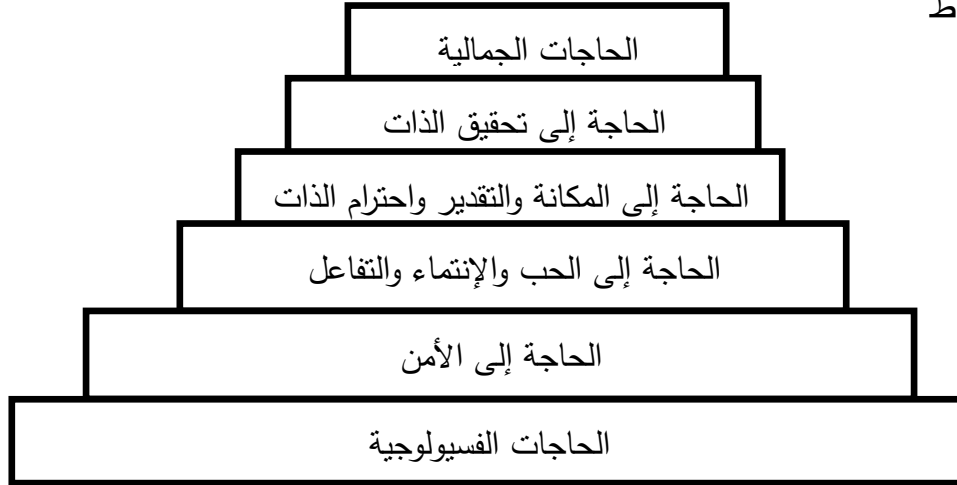 ط
الحاجات الجمالية
الحاجة إلى تحقيق الذات
الحاجة إلى المكانة والتقدير واحترام الذات
الحاجة إلى الحب والإنتماء والتفاعل
الحاجة إلى الأمن
الحاجات الفسيولوجية